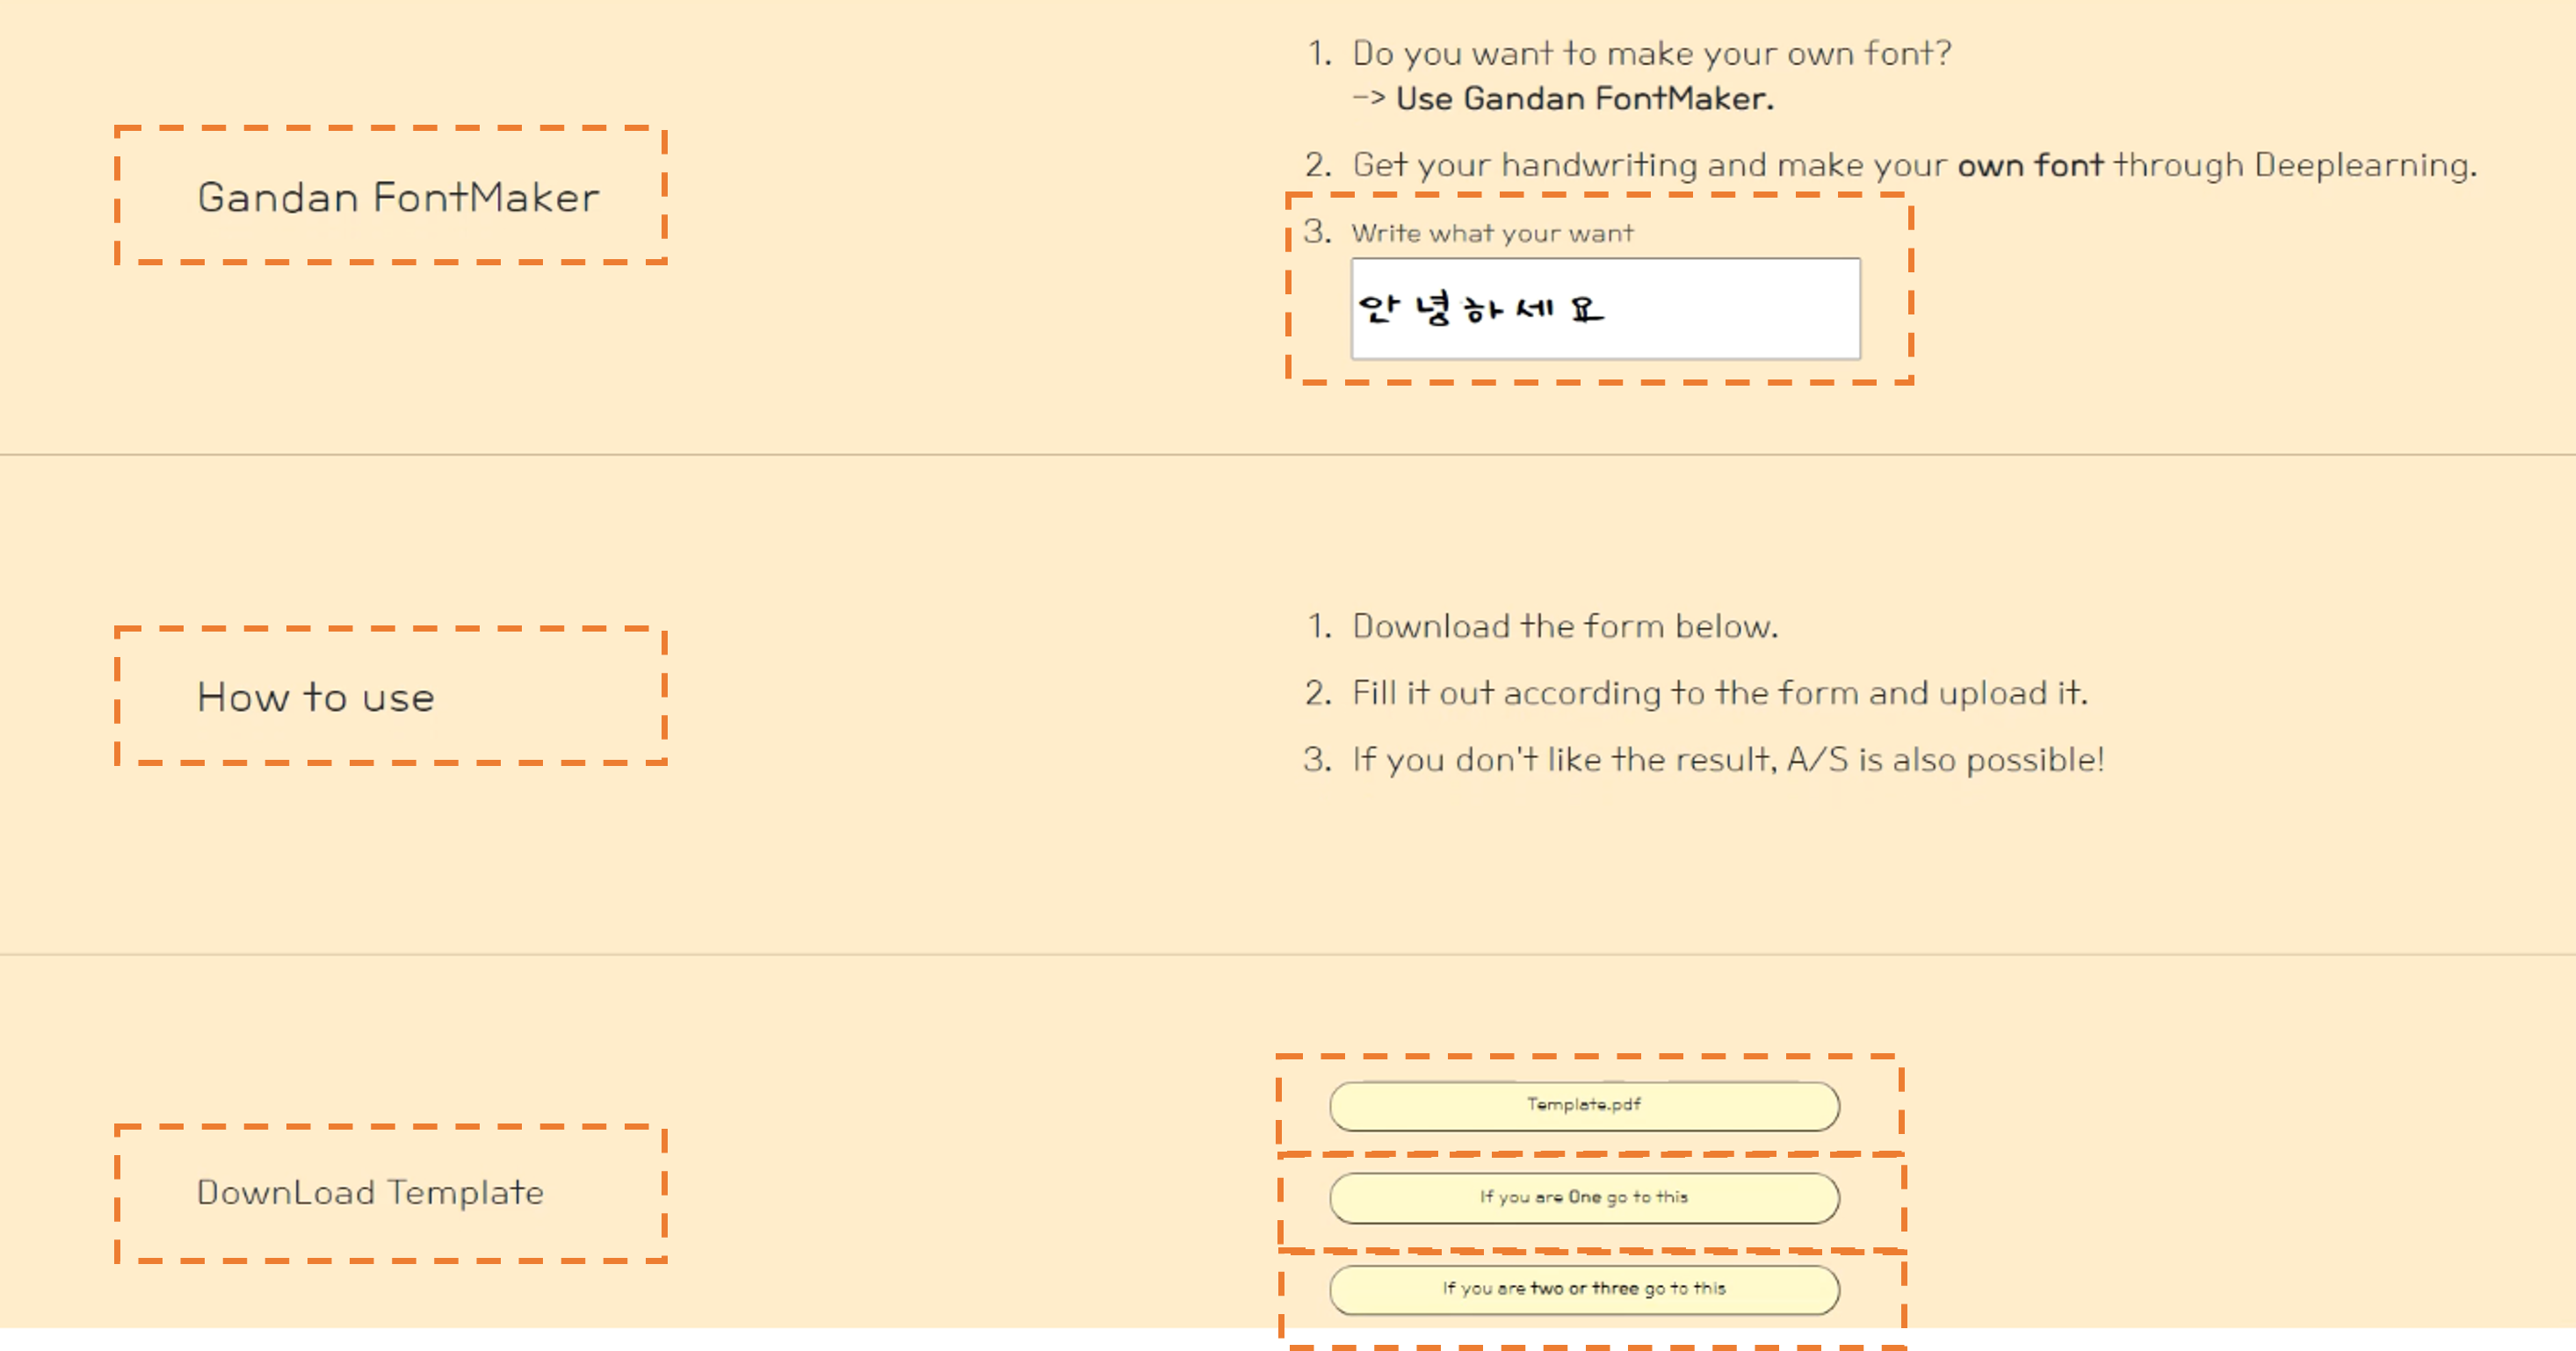 Gandan FontMaker
1. Do you want to make your own font?
-> Use Gandan FontMaker.
2. Get your handwriting and make your own font through Deeplearning.
3. Write what your want
안녕하세요
How to use
1. Download the form below.
2. Fill it out according to the form and upload it.
3. If you don't like the result, A/S is also possible!
DownLoad Template
Template.pdf
If you are One go to this
If you are two or three go to this